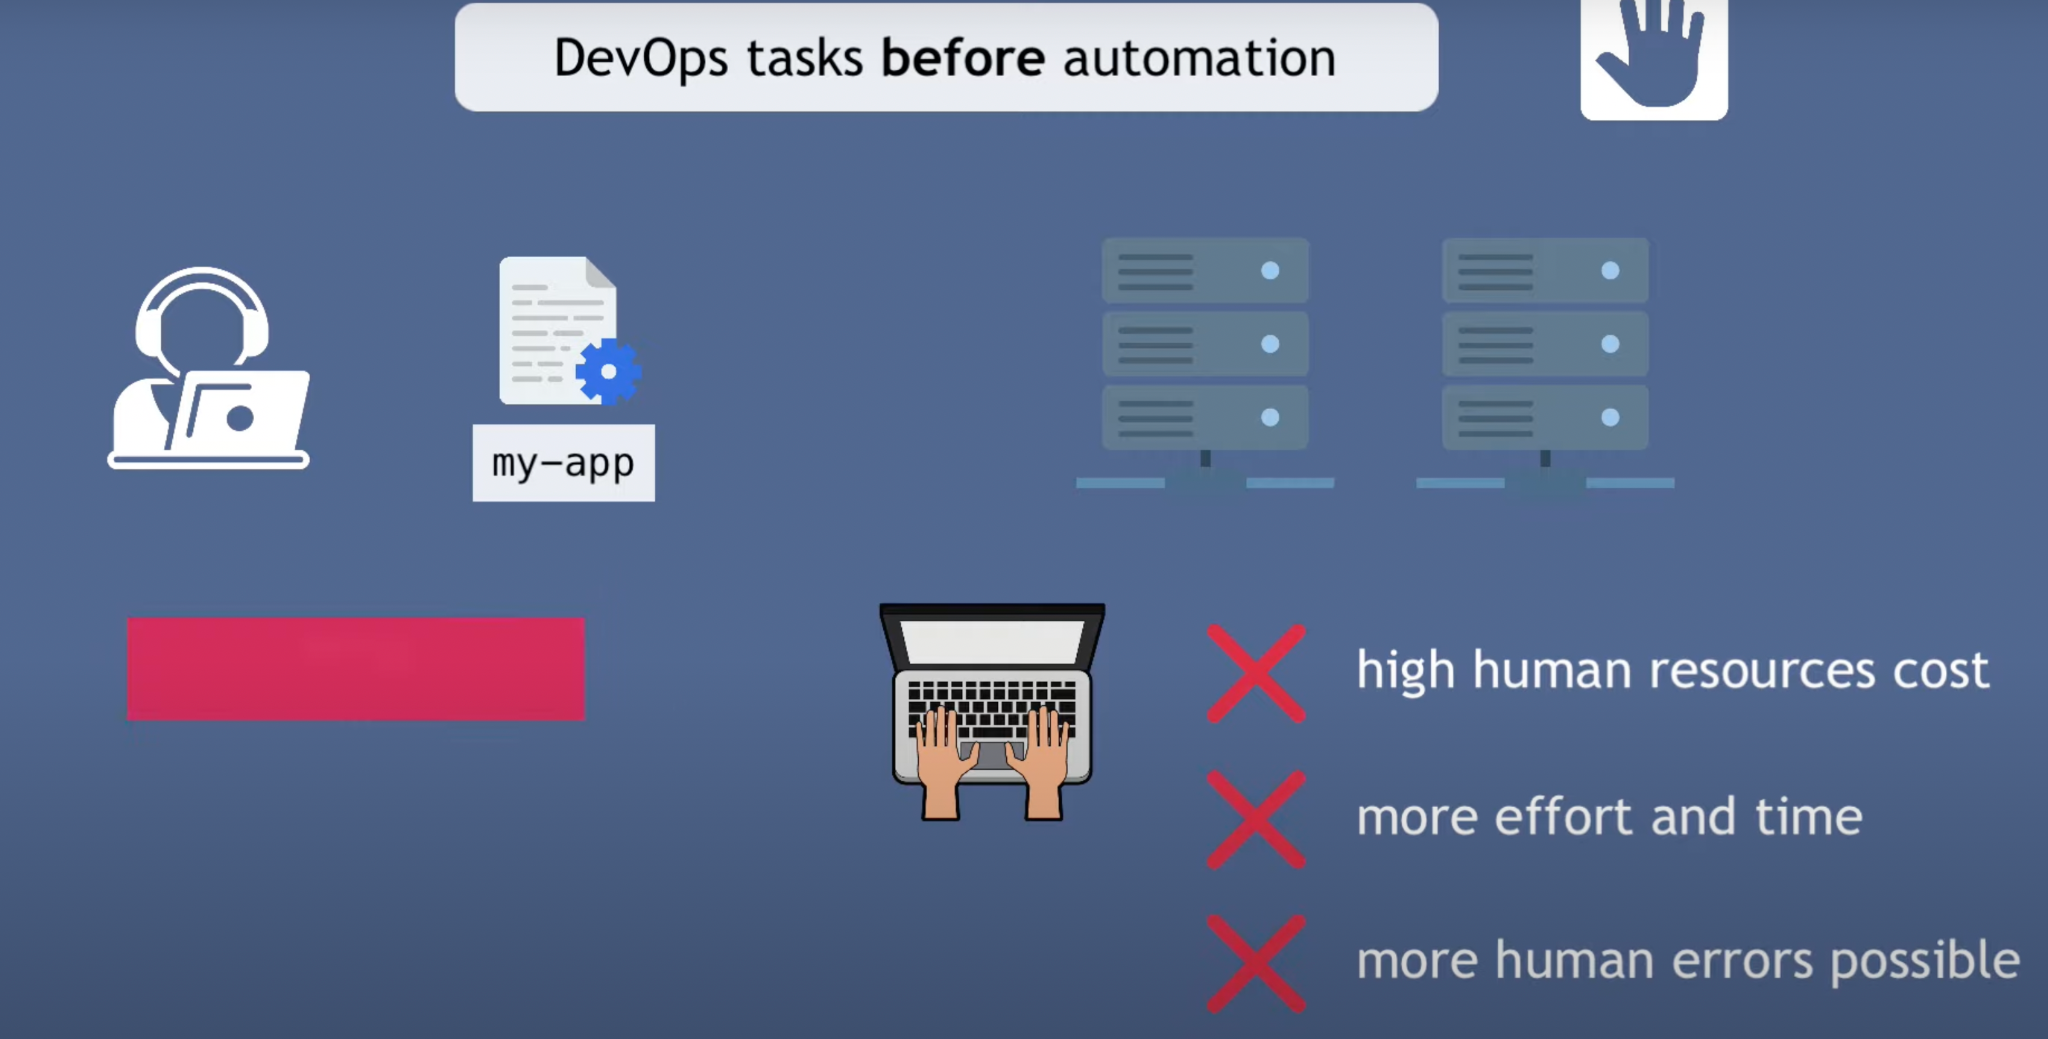 DevOps tasks before automation
my-app
high human resources cost
more effort and time
more human errors possible